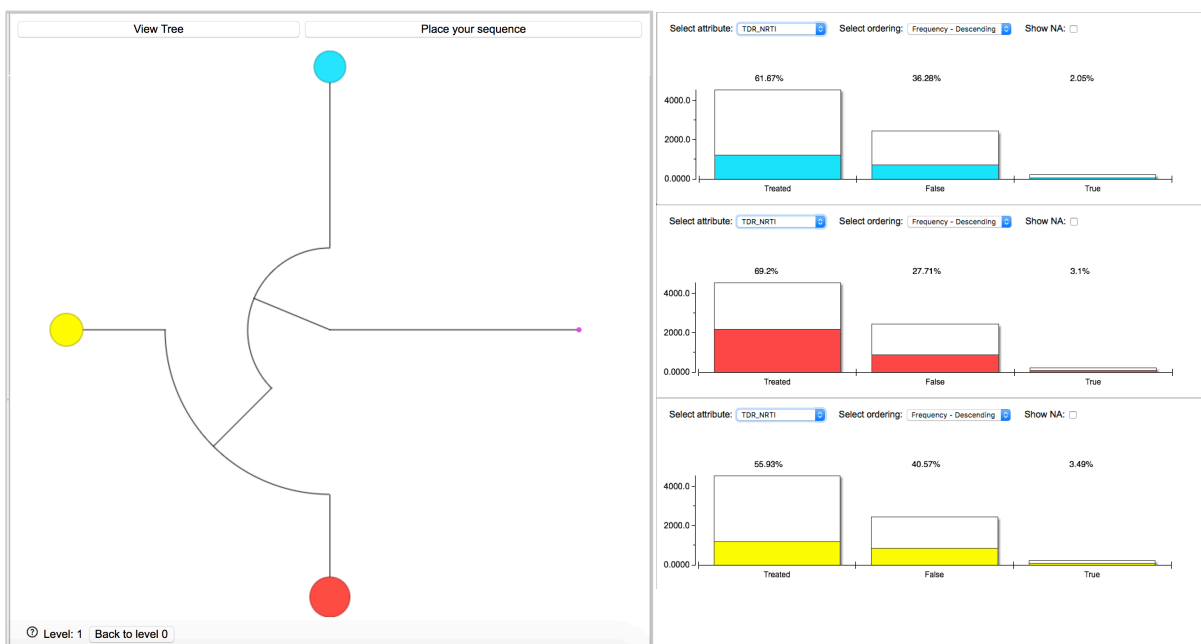 View Tree
Place your sequence
Level: 1 Back to level 0
Select attribute: TDR_NRTI Select ordering: Frequency - Descending Show NA:
61.67% 36.28% 2.05%
4000.0
2000.0
0.0000
Treated False True
Select attribute: TDR_NRTI Select ordering: Frequency - Descending Show NA:
69.2% 27.71% 3.1%
4000.0
2000.0
0.0000
Treated False True
Select attribute: TDR_NRTI Select ordering: Frequency - Descending Show NA:
55.93% 40.57% 3.49%
4000.0
2000.0
0.0000
Treated False True